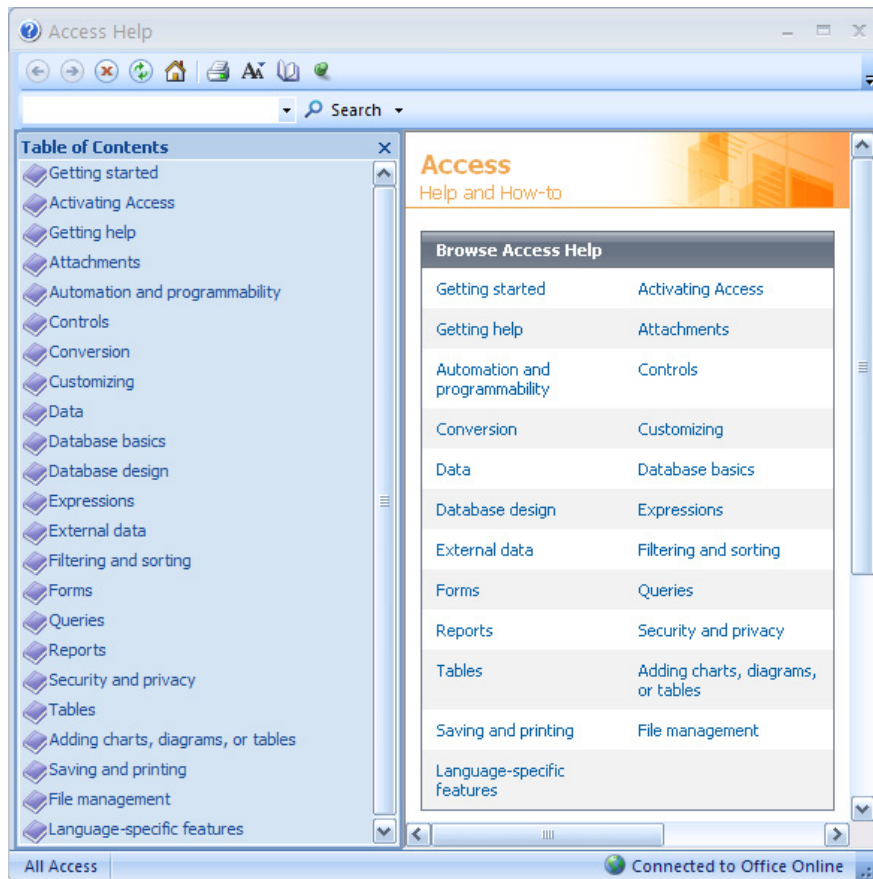 Access Help
Search
Table of Contents
Getting started
Activating Access
Getting help
Attachments
Automation and programmability
Controls
Conversion
Customizing
Data
Database basics
Database design
Expressions
External data
Filtering and sorting
Forms
Queries
Reports
Security and privacy
Tables
Adding charts, diagrams, or tables
Saving and printing
File management
Language-specific features
Access
Help and How-to
Browse Access Help
Getting started
Activating Access
Getting help
Attachments
Automation and
programmability
Controls
Conversion
Customizing
Data
Database basics
Database design
Expressions
External data
Filtering and sorting
Forms
Queries
Reports
Security and privacy
Tables
Adding charts, diagrams,
or tables
Saving and printing
File management
Language-specific
features
All Access
Connected to Office Online